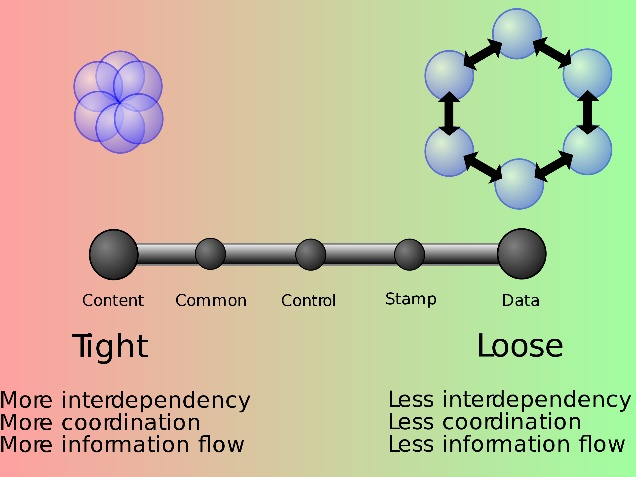 Content Common Control Stamp Data
Tight Loose
More interdependency
More coordination
More information flow
Less interdependency
Less coordination
Less information flow